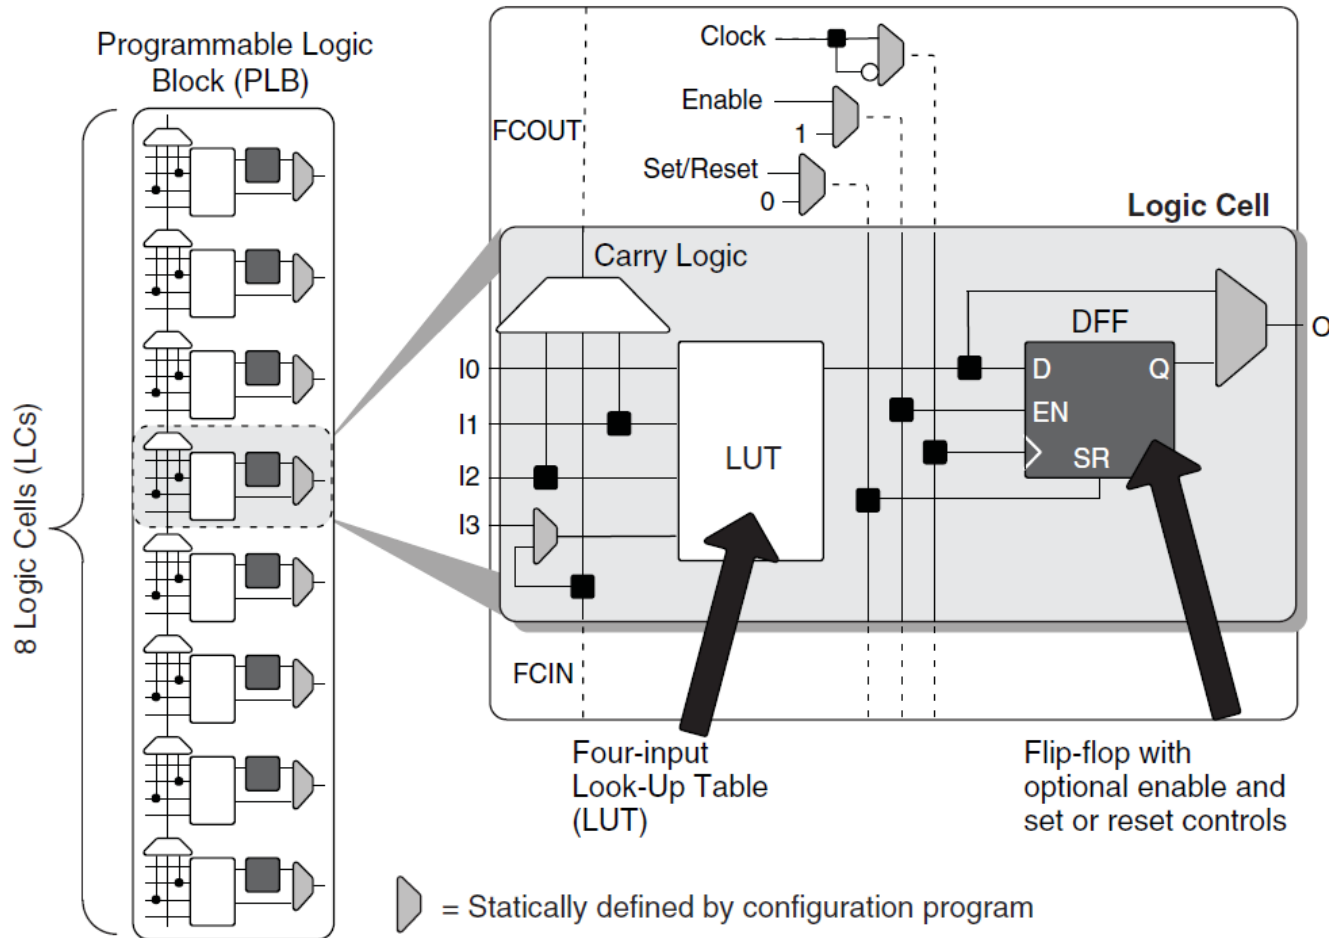 Programmable Logic
Block (PLB)
8 Logic Cells (LCs)
Clock
Enable
1
FCOUT
Set/Reset
0
Logic Cell
Carry Logic
DFF
O
I0
D
Q
I1
EN
LUT
SR
I2
I3
FCIN
Four-input
Look-Up Table
(LUT)
Flip-flop with
optional enable and
set or reset controls
= Statically defined by configuration program